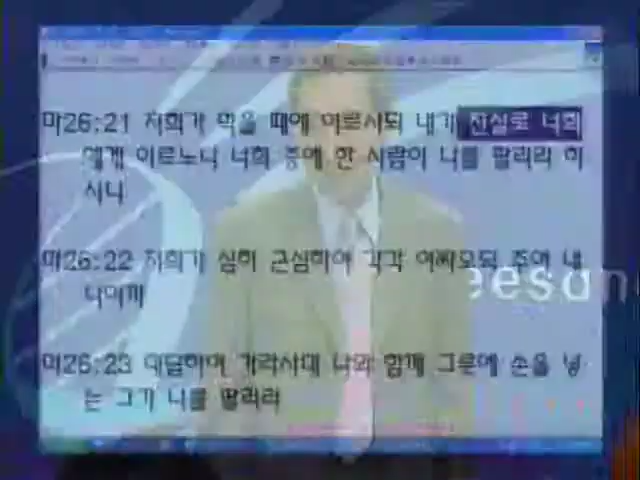 마26:21 저희가 먹을 때에 이르시되 내가 진실로 너희
에게 이르노니 너희 중에 한 사람이 나를 팔리라 하
시니
마26:22 저희가 심히 근심하여 각각 여짜오되 주여 내
니이까
마26:23 대답하여 가라사대 나와 함께 그릇에 손을 넣
는 그가 나를 팔리라
eesun